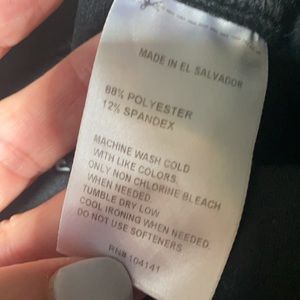 MADE IN EL SALVADOR
88% POLYESTER
12% SPANDEX
MACHINE WASH COLD
WITH LIKE COLORS.
ONLY NON CHLORINE BLEACH
WHEN NEEDED.
TUMBLE DRY LOW
COOL IRONING WHEN NEEDED.
DO NOT USE SOFTENERS
RN# 104141